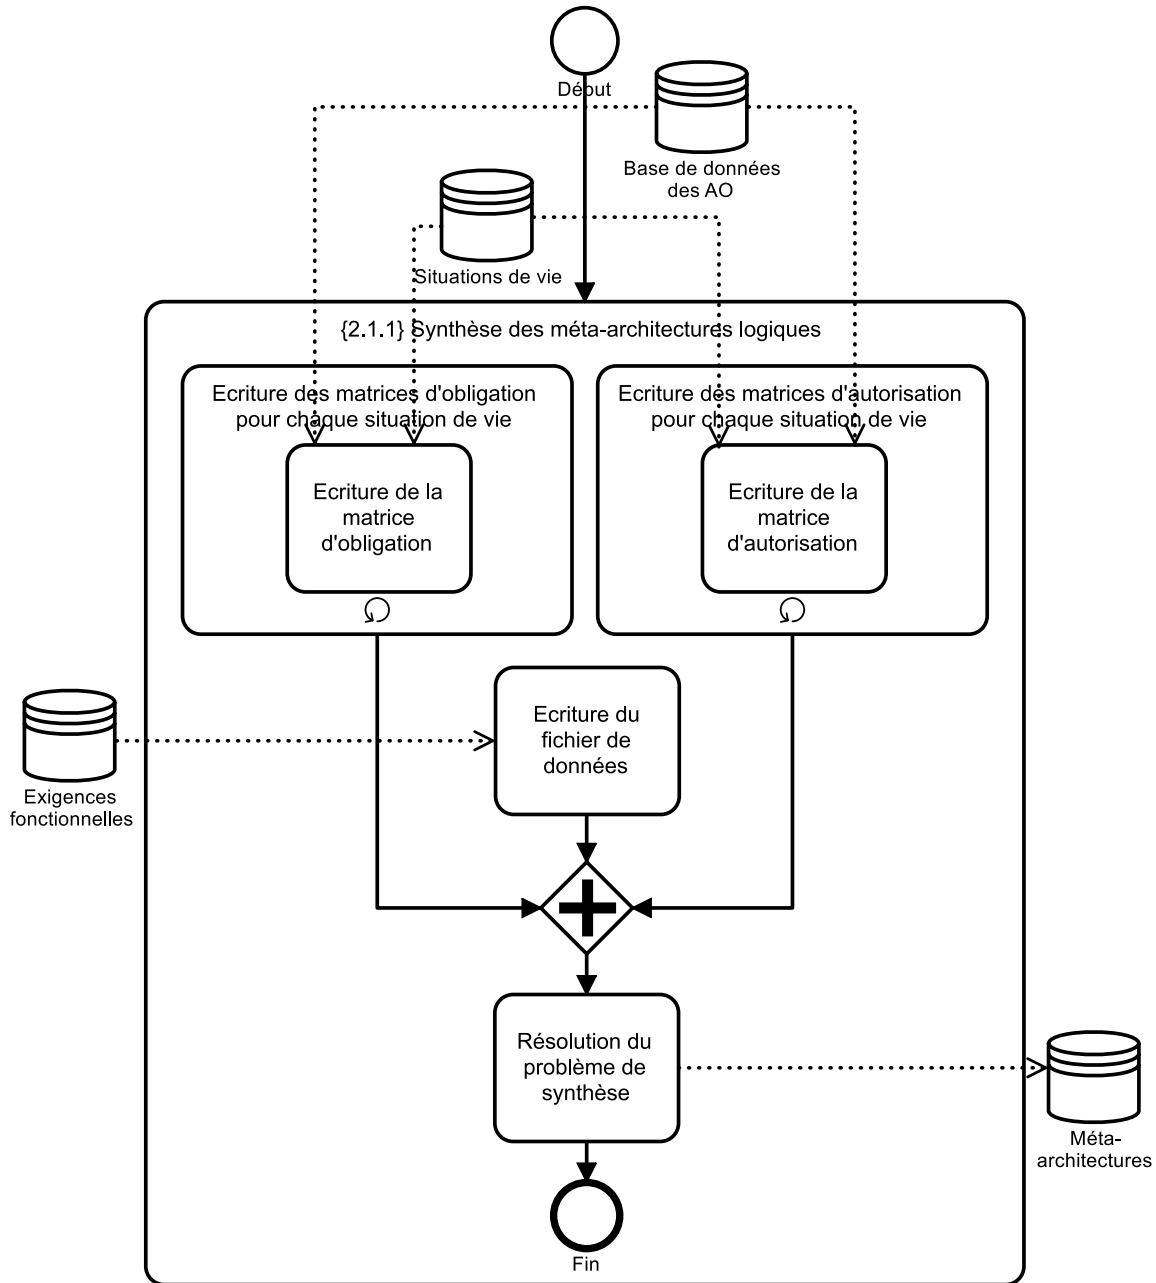 Début
Base de données
des AO
Situations de vie
{2.1.1} Synthèse des méta-architectures logiques
Ecriture des matrices d'obligation
pour chaque situation de vie
Ecriture des matrices d'autorisation
pour chaque situation de vie
Ecriture de la
matrice
d'obligation
Ecriture de la
matrice
d'autorisation
Ecriture du
fichier de
données
Exigences
fonctionnelles
Résolution du
problème de
synthèse
Méta-
architectures
Fin